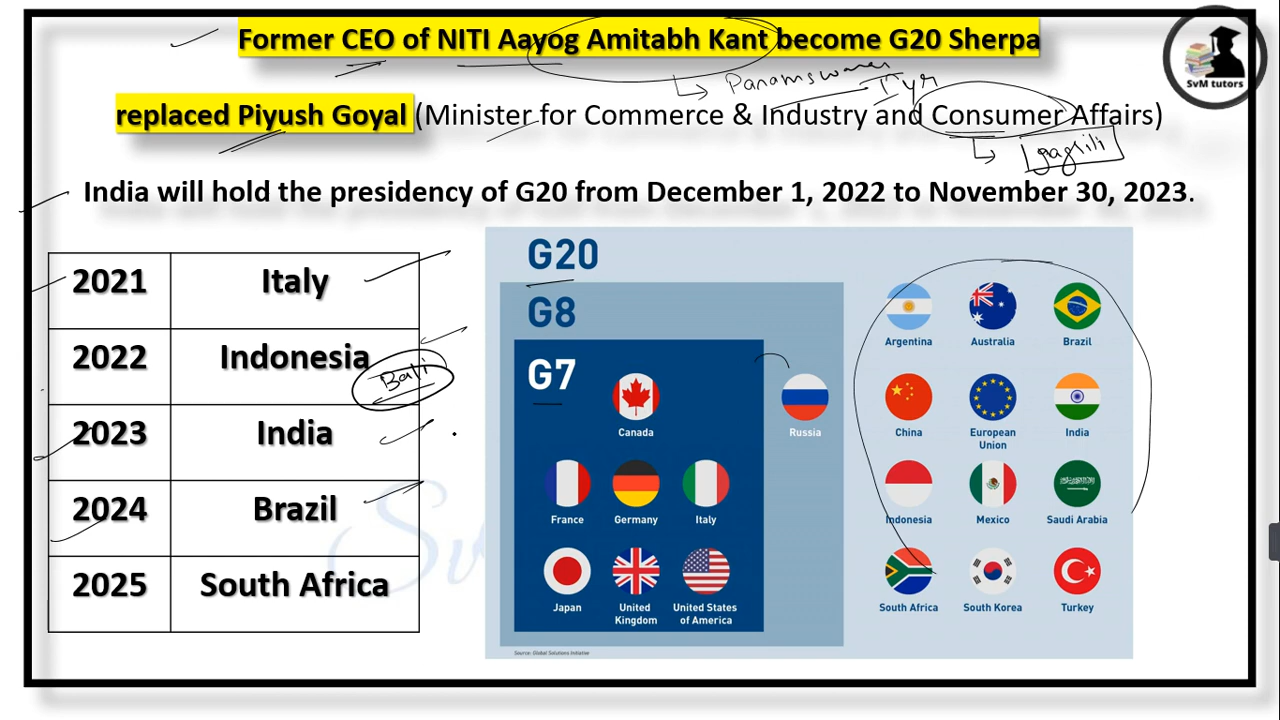 Former CEO of NITI Aayog Amitabh Kant become G20 Sherpa
SvM tutors
replaced Piyush Goyal (Minister for Commerce & Industry and Consumer Affairs)
India will hold the presidency of G20 from December 1, 2022 to November 30, 2023.
2021 Italy
2022 Indonesia
Bali
2023 India
2024 Brazil
2025 South Africa
G20
G8
G7
Canada
France Germany Italy
Japan United Kingdom United States of America
Russia
Argentina Australia Brazil
China European Union India
Indonesia Mexico Saudi Arabia
South Africa South Korea Turkey
Source: Global Solutions Initiative